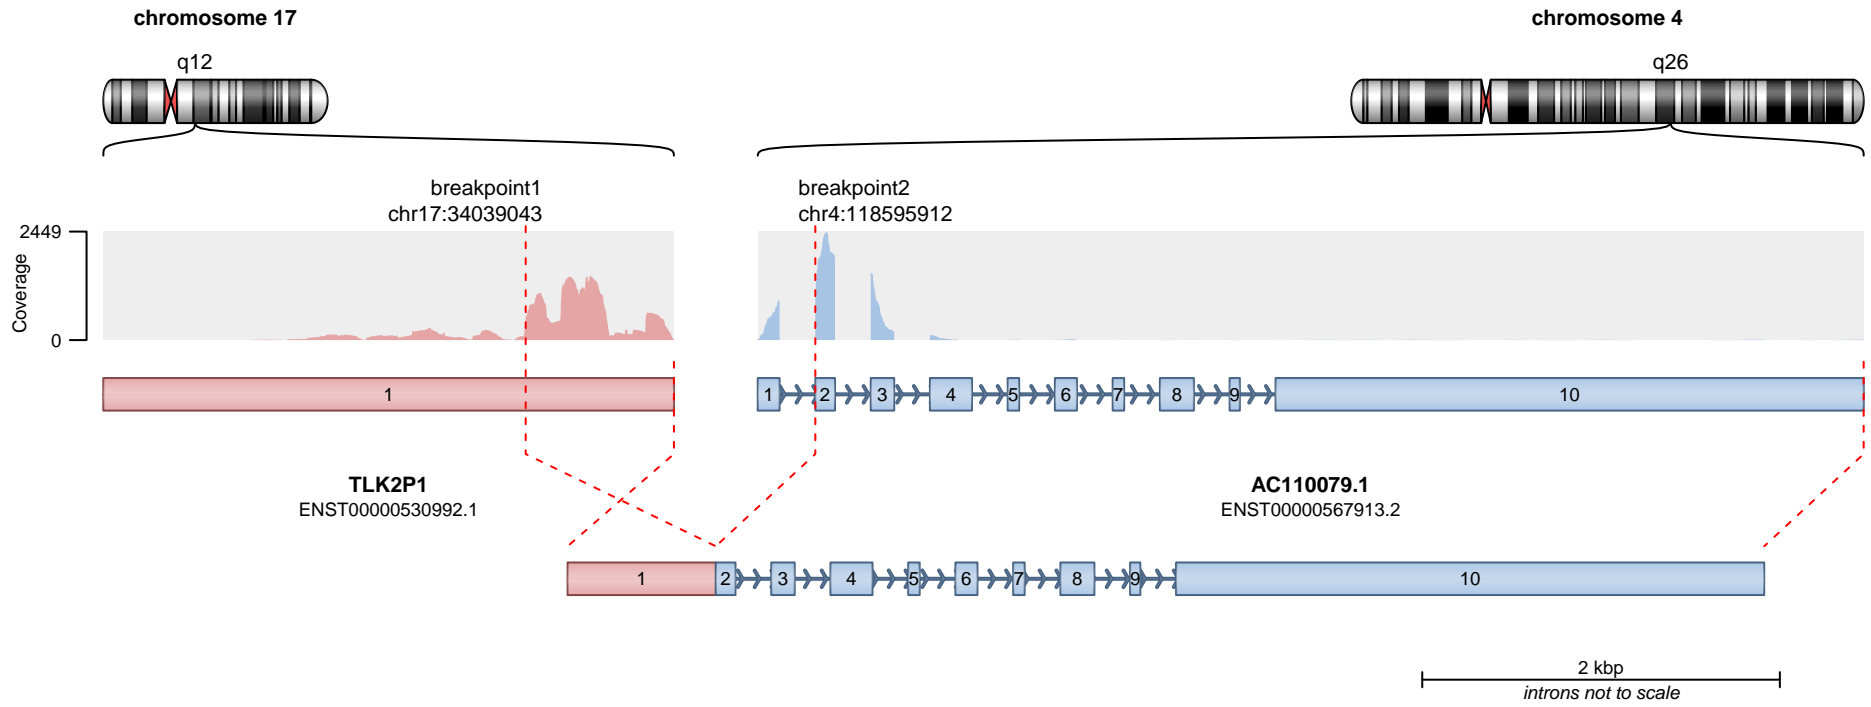 chromosome 17
chromosome 4
q12
q26
breakpoint1
chr17:34039043
breakpoint2
chr4:118595912
2449
0
Coverage
1
1 2 3 4 5 6 7 8 9 10
TLK2P1
ENST00000530992.1
AC110079.1
ENST00000567913.2
1 2 3 4 5 6 7 8 9 10
2 kbp
introns not to scale